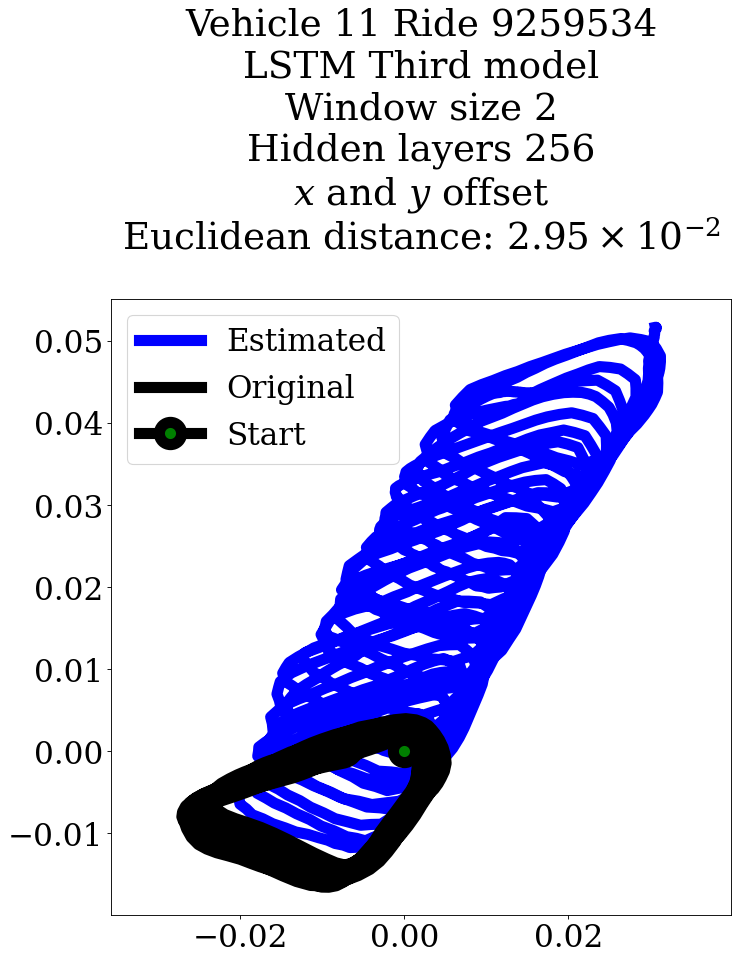 Vehicle 11 Ride 9259534
LSTM Third model
Window size 2
Hidden layers 256
x and y offset
Euclidean distance: 2.95 × 10⁻²
Estimated
Original
Start
0.05
0.04
0.03
0.02
0.01
0.00
−0.01
−0.02
0.00
0.02